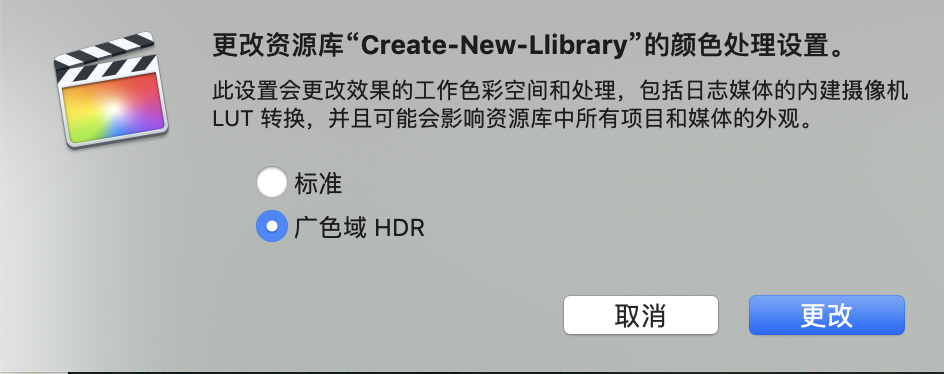 更改资源库“Create-New-Llibrary”的颜色处理设置。
此设置会更改效果的工作色彩空间和处理，包括日志媒体的内建摄像机
LUT 转换，并且可能会影响资源库中所有项目和媒体的外观。
标准
广色域 HDR
取消
更改